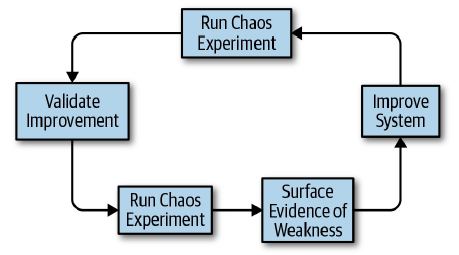 Run Chaos
Experiment
Validate
Improvement
Improve
System
Run Chaos
Experiment
Surface
Evidence of
Weakness